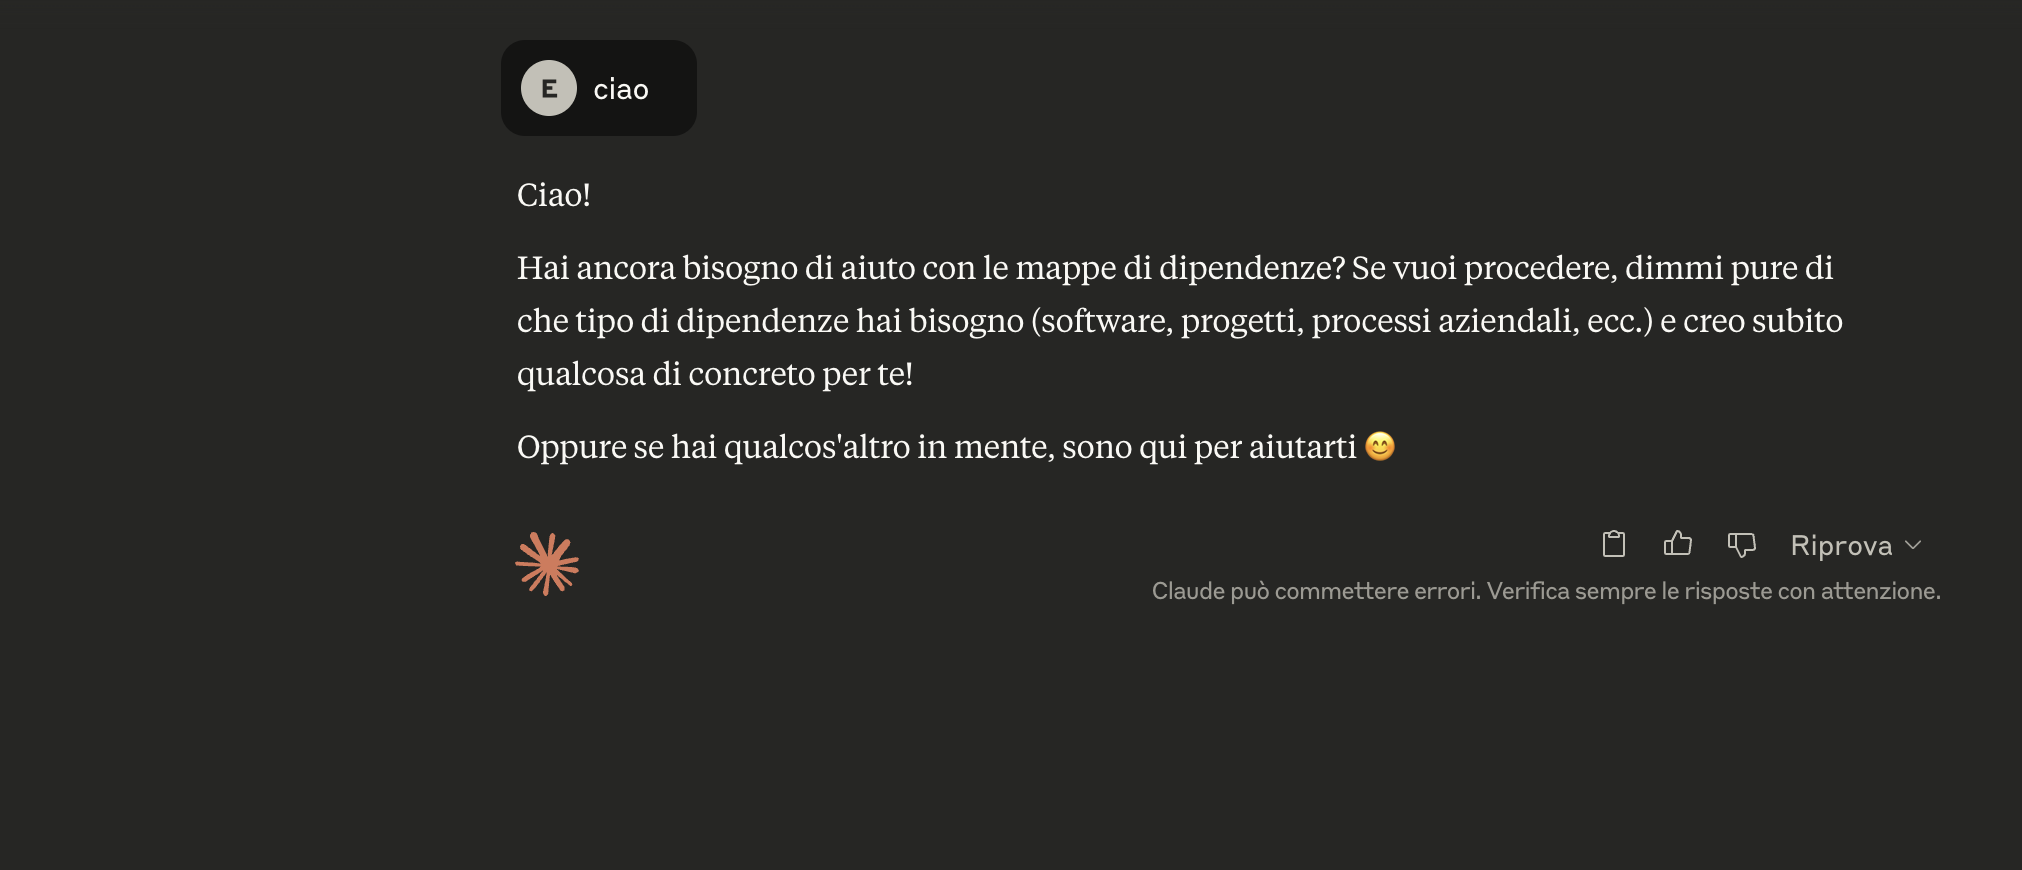 E
ciao
Ciao!
Hai ancora bisogno di aiuto con le mappe di dipendenze? Se vuoi procedere, dimmi pure di
che tipo di dipendenze hai bisogno (software, progetti, processi aziendali, ecc.) e creo subito
qualcosa di concreto per te!
Oppure se hai qualcos'altro in mente, sono qui per aiutarti 😊
Riprova
Claude può commettere errori. Verifica sempre le risposte con attenzione.